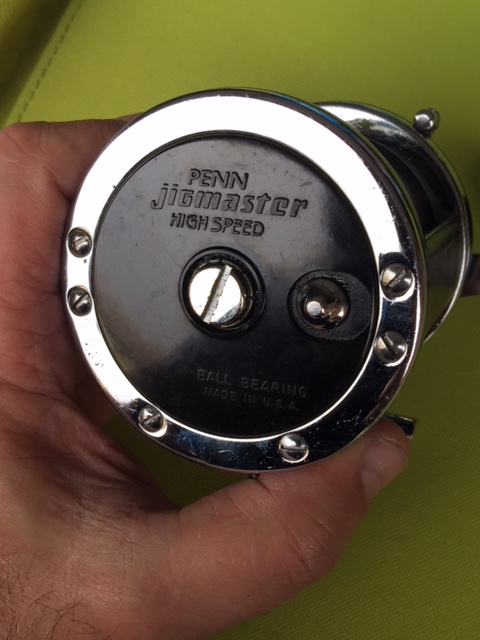 PENN
jigmaster
HIGH SPEED
BALL BEARING
MADE IN U.S.A.